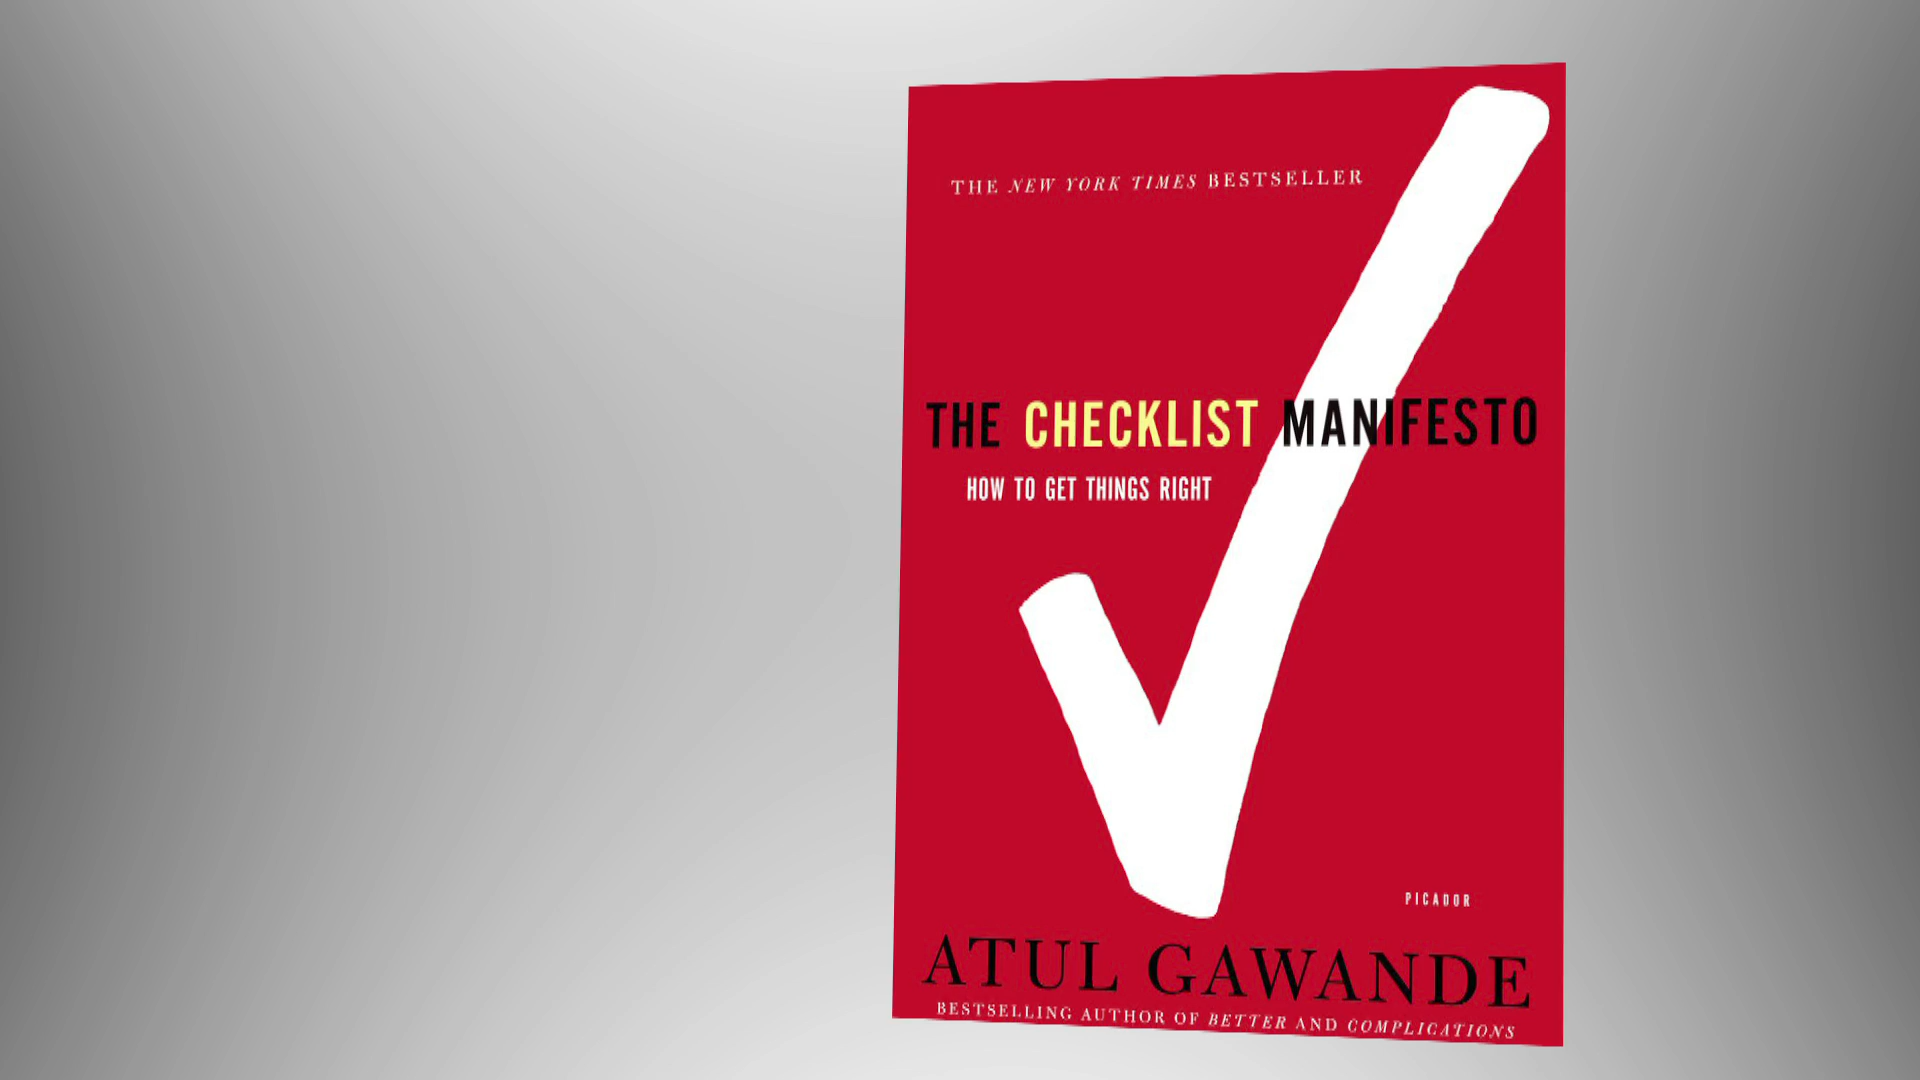 THE NEW YORK TIMES BESTSELLER
THE CHECKLIST MANIFESTO
HOW TO GET THINGS RIGHT
PICADOR
ATUL GAWANDE
BESTSELLING AUTHOR OF BETTER AND COMPLICATIONS